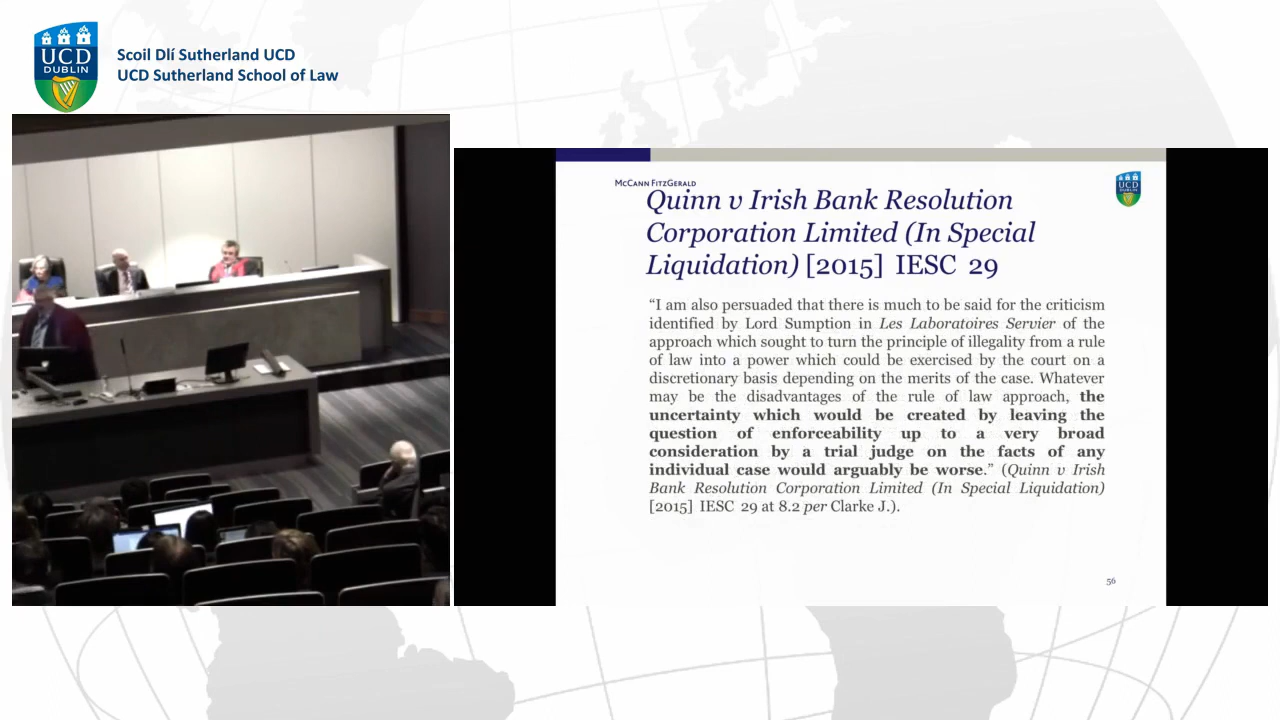 UCD
DUBLIN
Scoil Dlí Sutherland UCD
UCD Sutherland School of Law
McCann FitzGerald
UCD
DUBLIN
Quinn v Irish Bank Resolution
Corporation Limited (In Special
Liquidation) [2015] IESC 29
“I am also persuaded that there is much to be said for the criticism
identified by Lord Sumption in Les Laboratoires Servier of the
approach which sought to turn the principle of illegality from a rule
of law into a power which could be exercised by the court on a
discretionary basis depending on the merits of the case. Whatever
may be the disadvantages of the rule of law approach, the
uncertainty which would be created by leaving the
question of enforceability up to a very broad
consideration by a trial judge on the facts of any
individual case would arguably be worse.” (Quinn v Irish
Bank Resolution Corporation Limited (In Special Liquidation)
[2015] IESC 29 at 8.2 per Clarke J.).
56